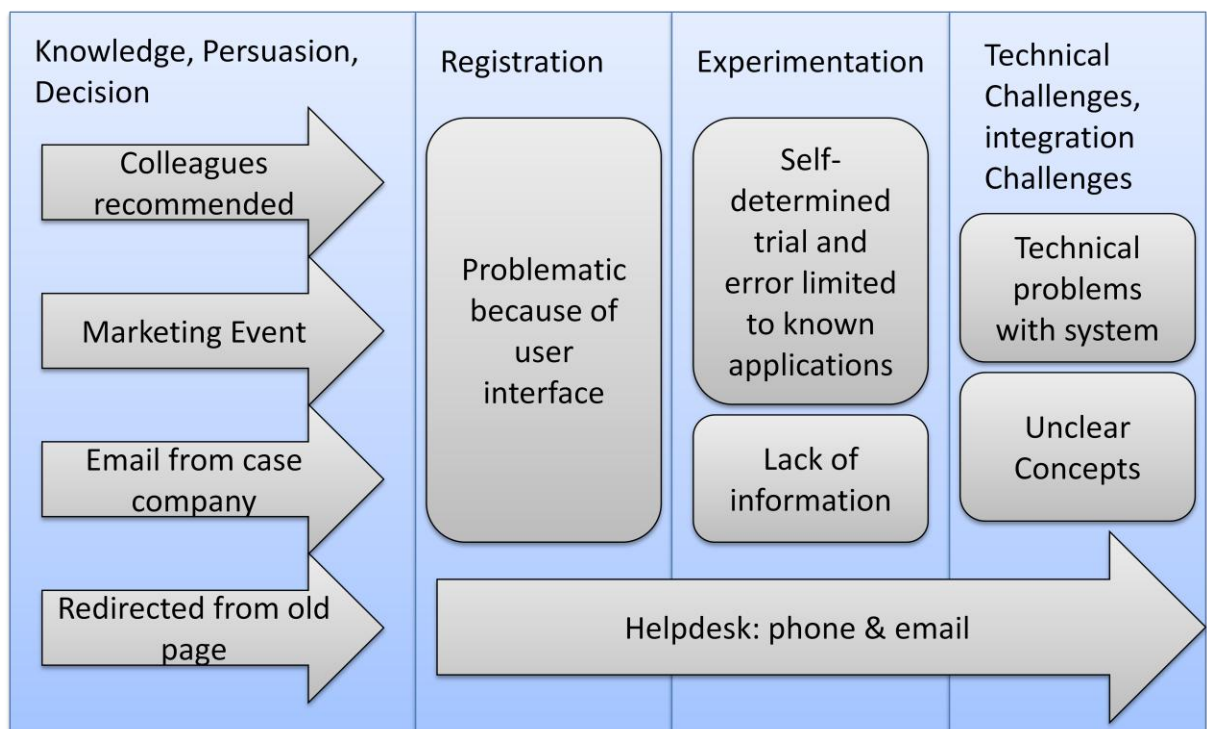 Knowledge, Persuasion,
Decision
Colleagues
recommended
Marketing Event
Email from case
company
Redirected from old
page
Registration
Problematic
because of
user
interface
Experimentation
Self-
determined
trial and
error limited
to known
applications
Lack of
information
Technical
Challenges,
integration
Challenges
Technical
problems
with system
Unclear
Concepts
Helpdesk: phone & email